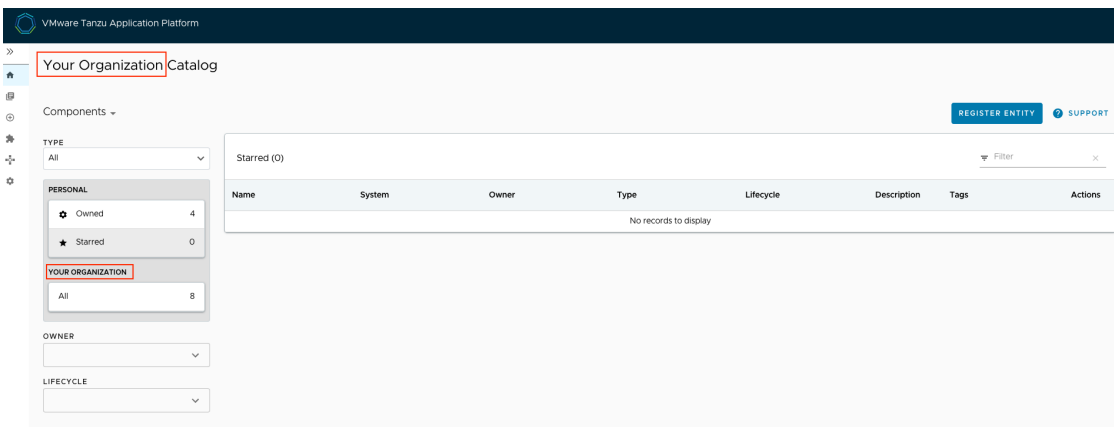 VMware Tanzu Application Platform
Your Organization Catalog
Components
REGISTER ENTITY
SUPPORT
TYPE
All
Starred (0)
Filter
PERSONAL
Name System Owner Type Lifecycle Description Tags Actions
Owned 4
No records to display
Starred 0
YOUR ORGANIZATION
All 8
OWNER
LIFECYCLE